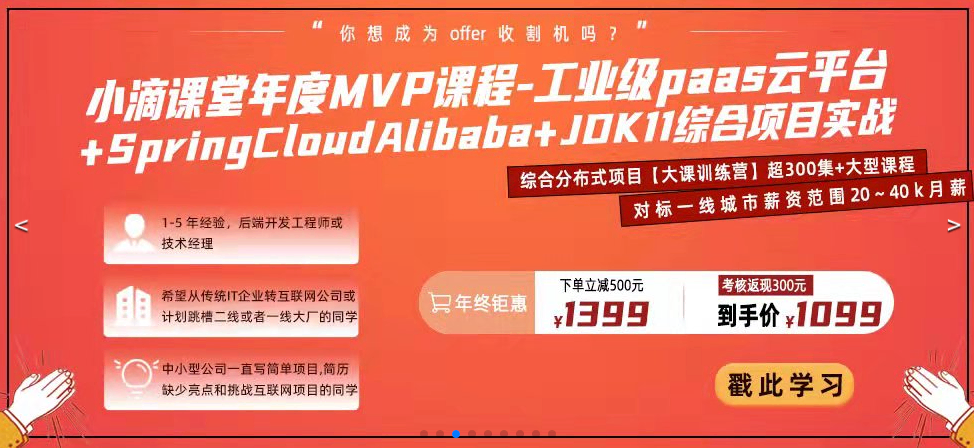 “ 你想成为 offer 收割机吗？ ”
小滴课堂年度MVP课程-工业级paas云平台
+SpringCloudAlibaba+JDK11综合项目实战
综合分布式项目【大课训练营】超300集+大型课程
对标一线城市薪资范围20~40k月薪
<
>
1-5 年经验，后端开发工程师或
技术经理
希望从传统IT企业转互联网公司或
计划跳槽二线或者一线大厂的同学
中小型公司一直写简单项目,简历
缺少亮点和挑战互联网项目的同学
年终钜惠
下单立减500元
¥1399
考核返现300元
到手价 ¥1099
戳此学习